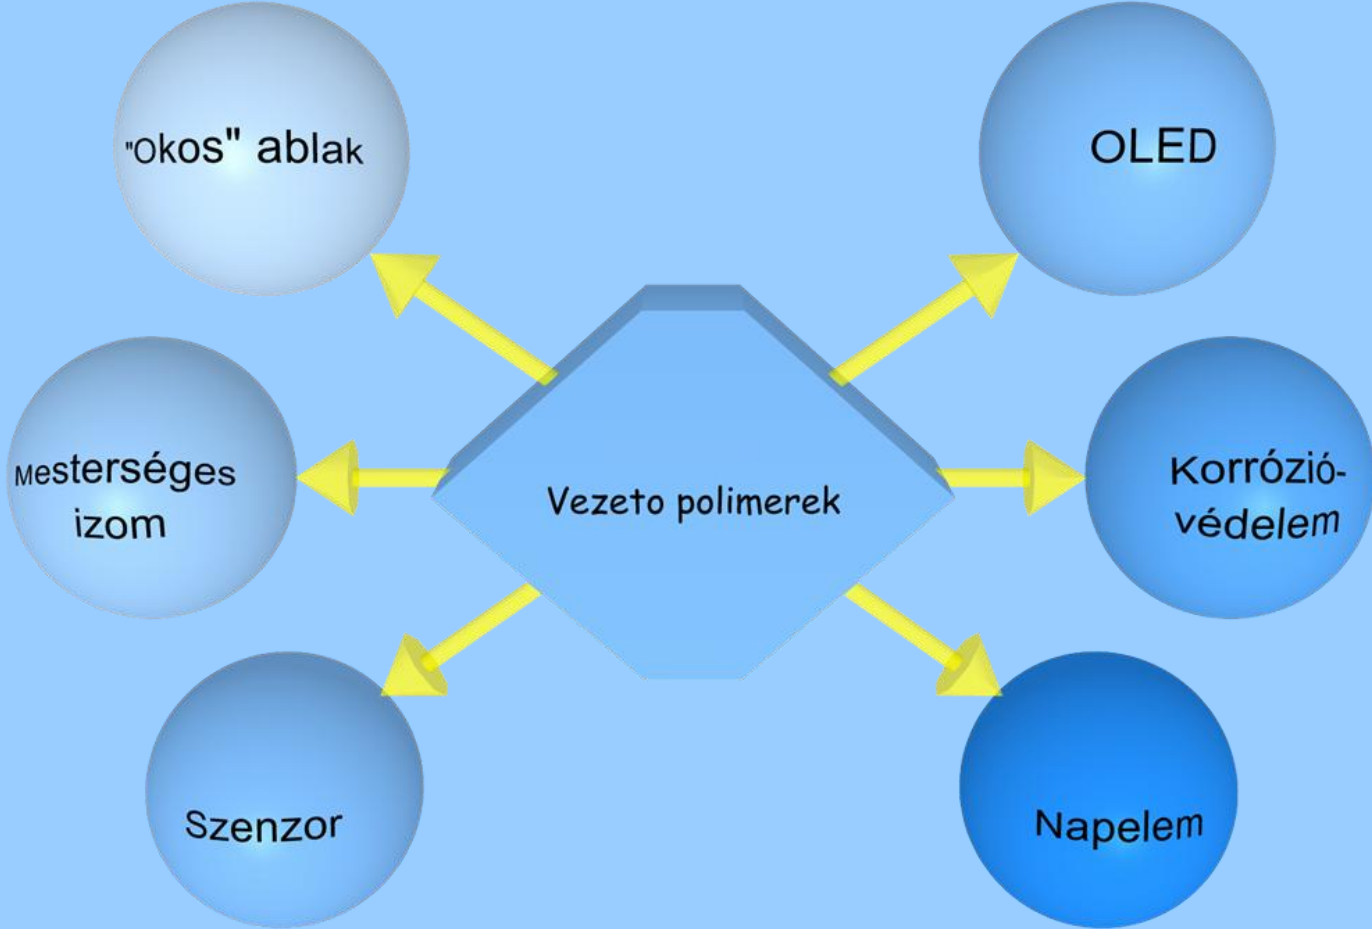 "Okos" ablak
OLED
Mesterséges
izom
Vezeto polimerek
Korrózió-
védelem
Szenzor
Napelem